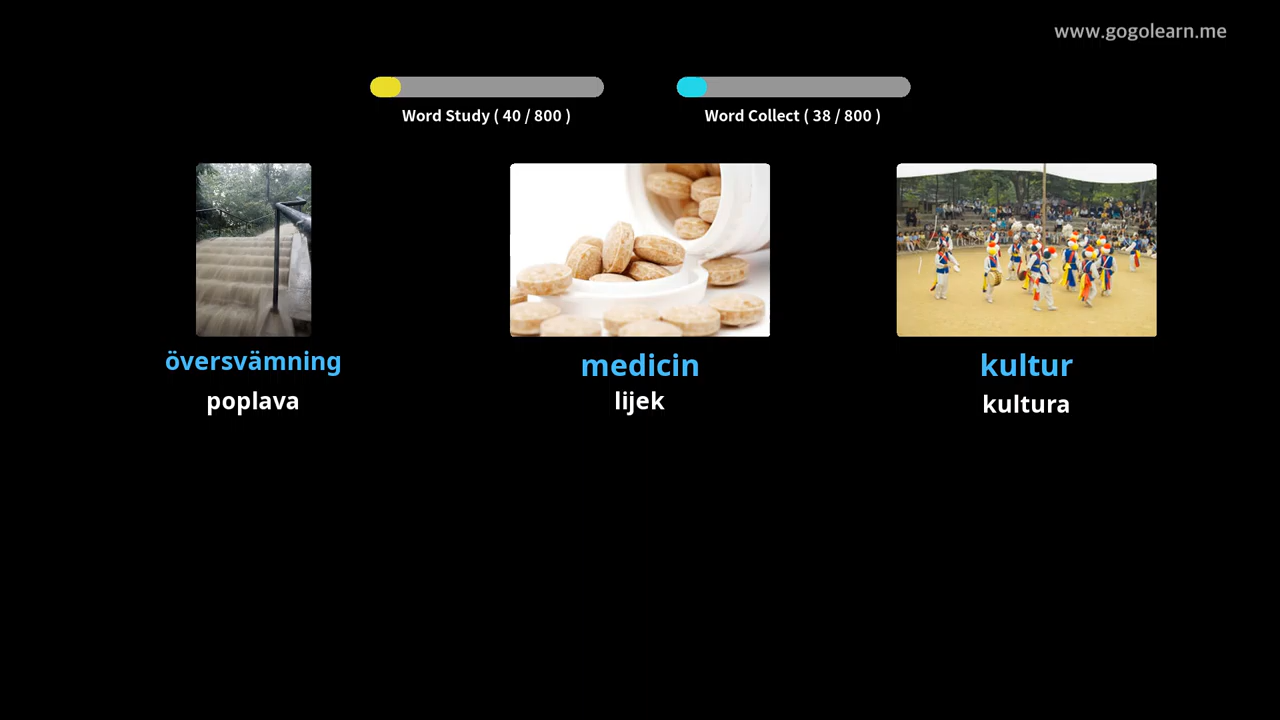 www.gogolearn.me
Word Study ( 40 / 800 )
Word Collect ( 38 / 800 )
översvämning
poplava
medicin
lijek
kultur
kultura